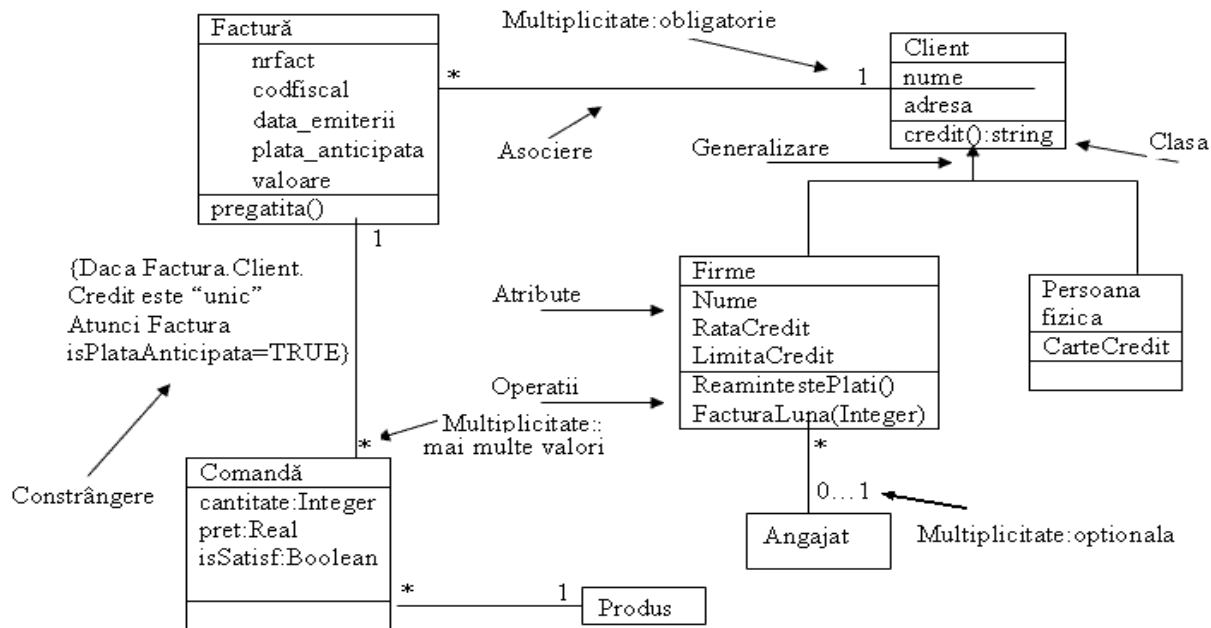 Factură
nrfact
codfiscal
data_emiterii
plata_anticipata
valoare
pregatita()
Multiplicitate:obligatorie
*
1
Asociere
Client
nume
adresa
credit():string
Generalizare
Clasa
1
{Daca Factura.Client.
Credit este “unic”
Atunci Factura
isPlataAnticipata=TRUE}
Atribute
Operatii
Firme
Nume
RataCredit
LimitaCredit
ReamintestePlati()
FacturaLuna(Integer)
Persoana
fizica
CarteCredit
Multiplicitate::
mai multe valori
*
*
0...1
Constrângere
Comandă
cantitate:Integer
pret:Real
isSatisf:Boolean
Angajat
Multiplicitate:optionala
*
1
Produs